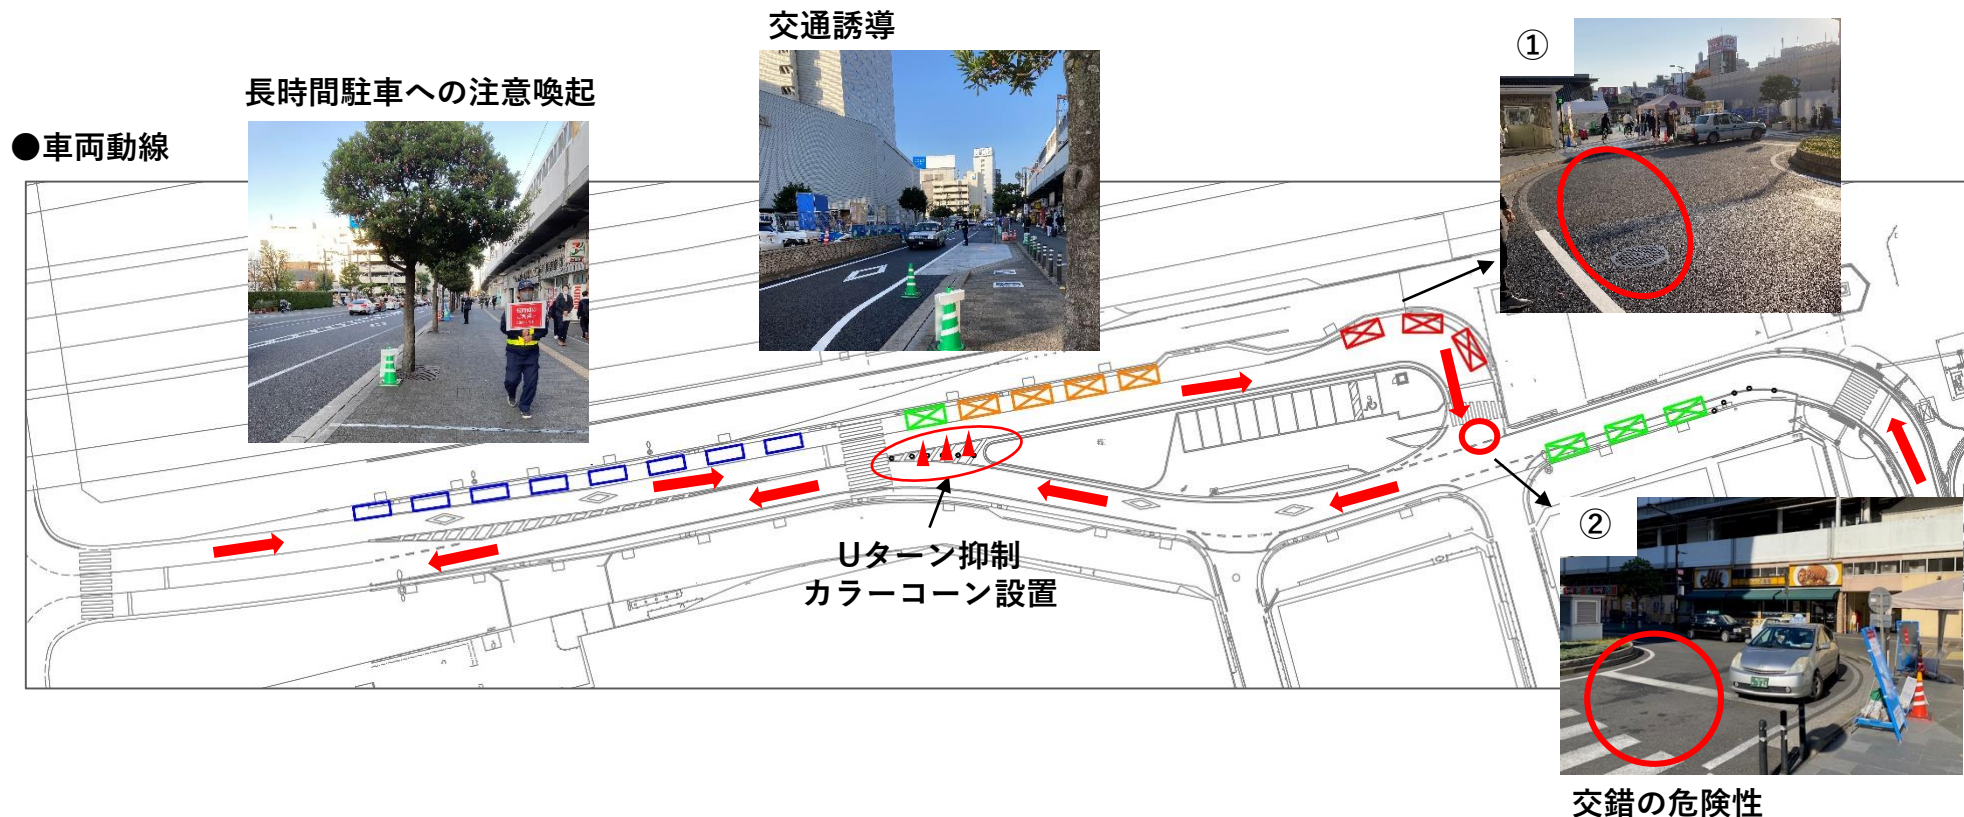 交通誘導
①
長時間駐車への注意喚起
●車両動線
Uターン抑制
カラーコーン設置
②
交錯の危険性